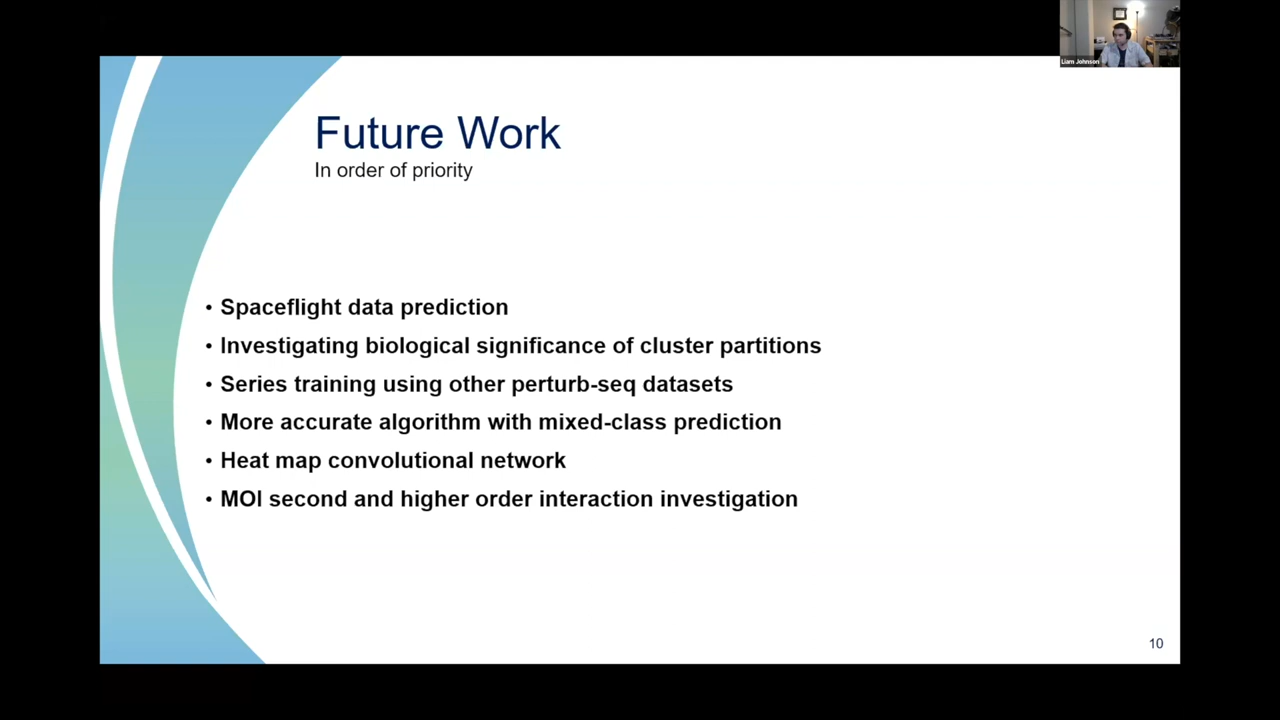 Liam Johnson
Future Work
In order of priority
• Spaceflight data prediction
• Investigating biological significance of cluster partitions
• Series training using other perturb-seq datasets
• More accurate algorithm with mixed-class prediction
• Heat map convolutional network
• MOI second and higher order interaction investigation
10